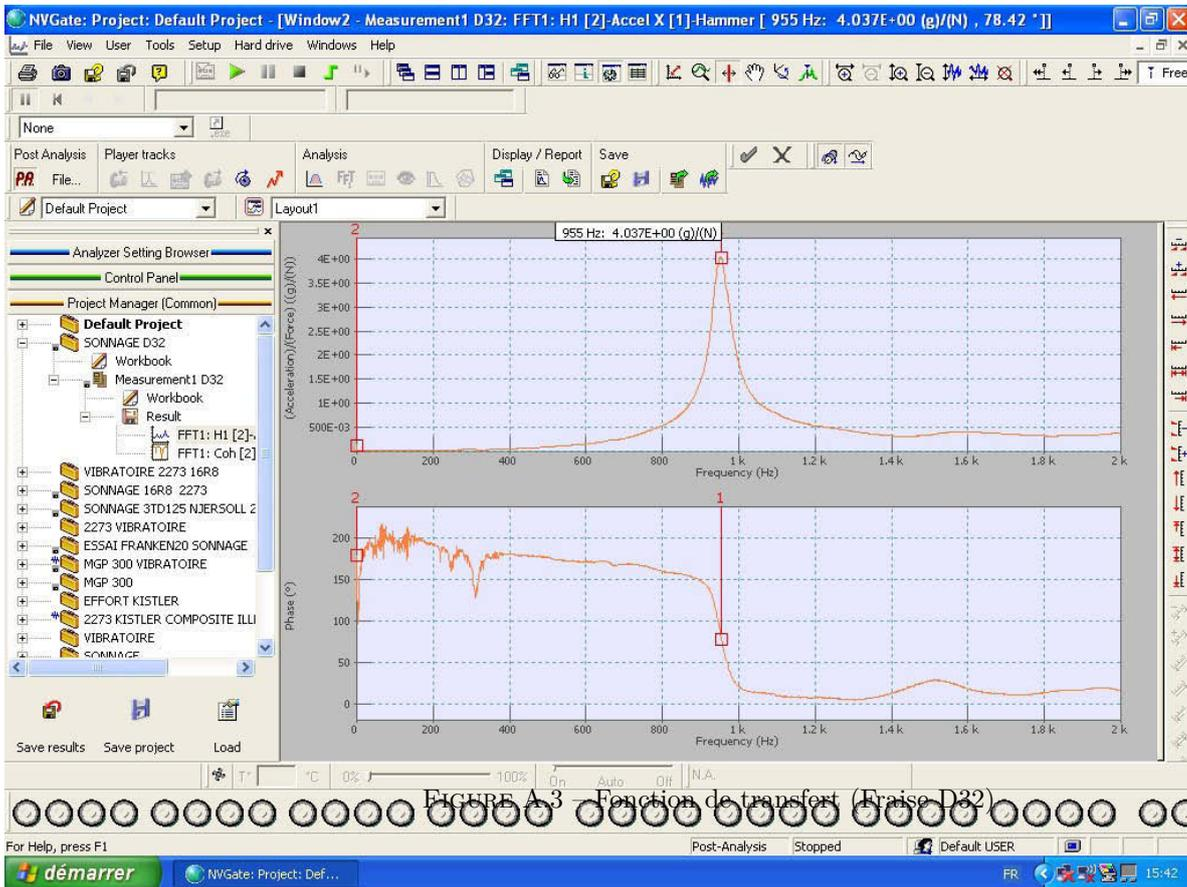 NVGate: Project: Default Project - [Window2 - Measurement1 D32: FFT1: H1 [2]-Accel X [1]-Hammer [ 955 Hz: 4.037E+00 (g)/(N) , 78.42 °]]
File View User Tools Setup Hard drive Windows Help
Free
None
.exe
Post Analysis Player tracks Analysis Display / Report Save
P.R. File... FFT
Default Project Layout1
Analyzer Setting Browser
Control Panel
Project Manager (Common)
Default Project
SONNAGE D32
Workbook
Measurement1 D32
Workbook
Result
FFT1: H1 [2]-
FFT1: Coh [2]
VIBRATOIRE 2273 16R8
SONNAGE 16R8 2273
SONNAGE 3TD125 NJERSOLL 2
2273 VIBRATOIRE
ESSAI FRANKEN20 SONNAGE
MGP 300 VIBRATOIRE
MGP 300
EFFORT KISTLER
2273 KISTLER COMPOSITE ILLI
VIBRATOIRE
SONNAGE
Save results Save project Load
2
955 Hz: 4.037E+00 (g)/(N)
(Acceleration)/(Force) ((g)/(N))
4E+00
3.5E+00
3E+00
2.5E+00
2E+00
1.5E+00
1E+00
500E-03
0 200 400 600 800 1 k 1.2 k 1.4 k 1.6 k 1.8 k 2 k
Frequency (Hz)
2 1
Phase (°)
200
150
100
50
0
0 200 400 600 800 1 k 1.2 k 1.4 k 1.6 k 1.8 k 2 k
Frequency (Hz)
T° °C 0% 100% On Auto Off N.A.
FIGURE A.3 – Fonction de transfert (Fraise D32)
For Help, press F1 Post-Analysis Stopped Default USER
démarrer NVGate: Project: Def... FR 15:42